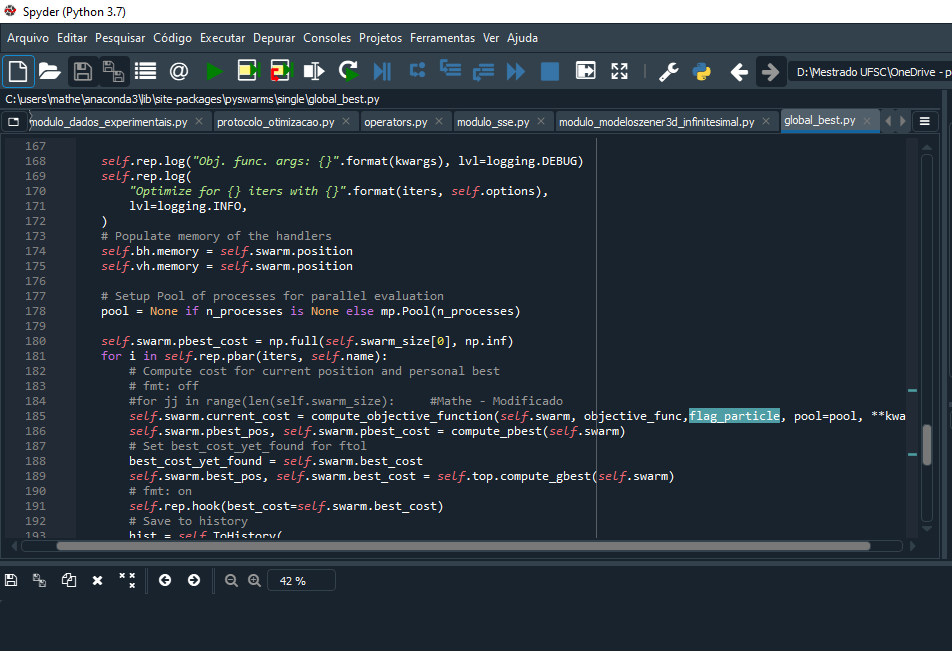 Spyder (Python 3.7)
Arquivo Editar Pesquisar Código Executar Depurar Consoles Projetos Ferramentas Ver Ajuda
D:\Mestrado UFSC\OneDrive - p
C:\users\mathe\anaconda3\lib\site-packages\pyswarms\single\global_best.py
modulo_dados_experimentais.py protocolo_otimizacao.py operators.py modulo_sse.py modulo_modeloszener3d_infinitesimal.py global_best.py
167
168 self.rep.log("Obj. func. args: {}".format(kwargs), lvl=logging.DEBUG)
169 self.rep.log(
170 "Optimize for {} iters with {}".format(iters, self.options),
171 lvl=logging.INFO,
172 )
173 # Populate memory of the handlers
174 self.bh.memory = self.swarm.position
175 self.vh.memory = self.swarm.position
176
177 # Setup Pool of processes for parallel evaluation
178 pool = None if n_processes is None else mp.Pool(n_processes)
179
180 self.swarm.pbest_cost = np.full(self.swarm_size[0], np.inf)
181 for i in self.rep.pbar(iters, self.name):
182 # Compute cost for current position and personal best
183 # fmt: off
184 #for jj in range(len(self.swarm_size): #Mathe - Modificado
185 self.swarm.current_cost = compute_objective_function(self.swarm, objective_func,flag_particle, pool=pool, **kwa
186 self.swarm.pbest_pos, self.swarm.pbest_cost = compute_pbest(self.swarm)
187 # Set best_cost_yet_found for ftol
188 best_cost_yet_found = self.swarm.best_cost
189 self.swarm.best_pos, self.swarm.best_cost = self.top.compute_gbest(self.swarm)
190 # fmt: on
191 self.rep.hook(best_cost=self.swarm.best_cost)
192 # Save to history
193 hist = self.ToHistory(
42 %